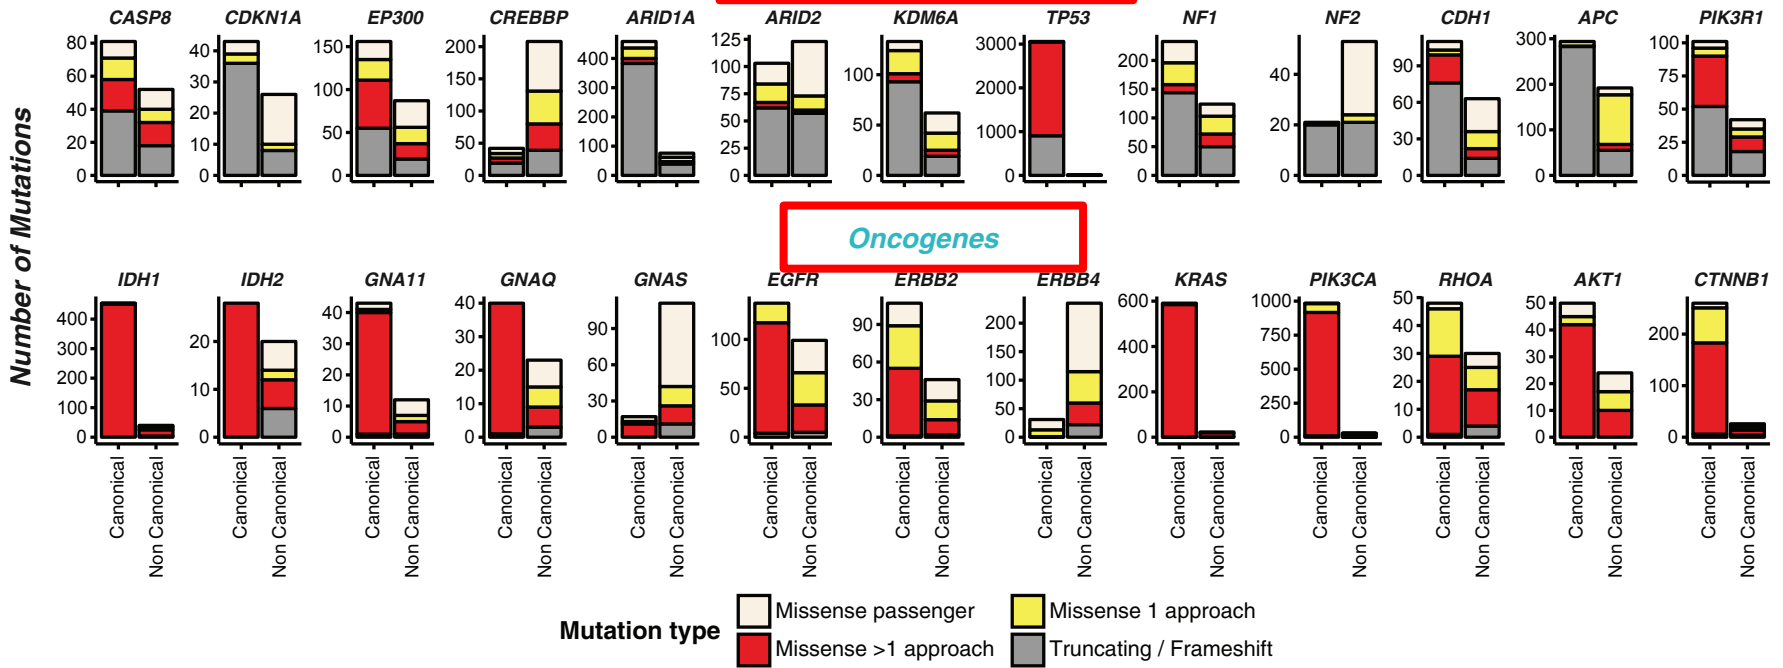 CASP8 CDKN1A EP300 CREBBP ARID1A ARID2 KDM6A TP53 NF1 NF2 CDH1 APC PIK3R1
80 60 40 20 0
40 30 20 10 0
150 100 50 0
200 150 100 50 0
400 300 200 100 0
125 100 75 50 25 0
100 50 0
3000 2000 1000 0
200 150 100 50 0
40 20 0
90 60 30 0
300 200 100 0
100 75 50 25 0
Number of Mutations
Oncogenes
IDH1 IDH2 GNA11 GNAQ GNAS EGFR ERBB2 ERBB4 KRAS PIK3CA RHOA AKT1 CTNNB1
400 300 200 100 0
20 10 0
40 30 20 10 0
40 30 20 10 0
90 60 30 0
100 50 0
90 60 30 0
200 150 100 50 0
600 400 200 0
1000 750 500 250 0
50 40 30 20 10 0
50 40 30 20 10 0
200 100 0
Canonical Non Canonical Canonical Non Canonical Canonical Non Canonical Canonical Non Canonical Canonical Non Canonical Canonical Non Canonical Canonical Non Canonical Canonical Non Canonical Canonical Non Canonical Canonical Non Canonical Canonical Non Canonical Canonical Non Canonical Canonical Non Canonical
Mutation type
Missense passenger Missense 1 approach
Missense >1 approach Truncating / Frameshift